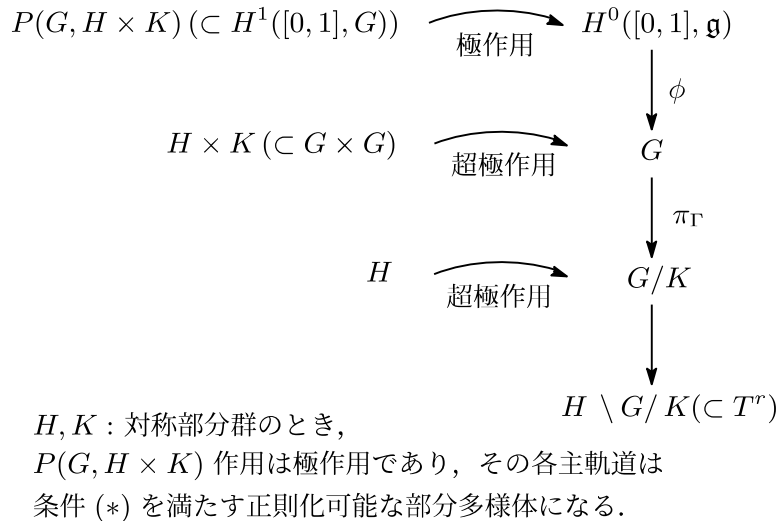 P(G, H × K) (⊂ H¹([0, 1], G)) 極作用 H⁰([0, 1], 𝔤)
ϕ
H × K (⊂ G × G) 超極作用 G
π_Γ
H 超極作用 G/K
H \ G/ K(⊂ Tʳ)
H, K : 対称部分群のとき,
P(G, H × K) 作用は極作用であり, その各主軌道は
条件 (∗) を満たす正則化可能な部分多様体になる.